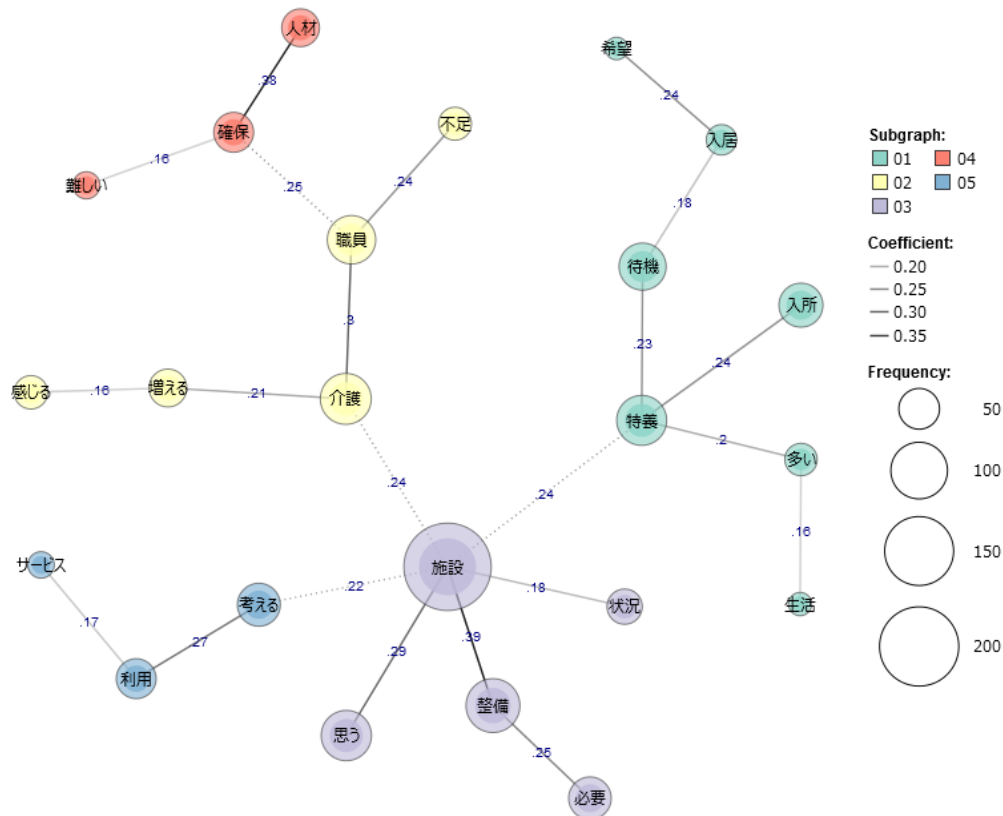 人材
希望
.38
.24
不足
確保
入居
.16
難しい
.25
.24
.18
職員
待機
入所
.3
.23
.24
感じる
.16
増える
.21
介護
特養
.2
多い
.24
.24
.16
サービス
施設
.22
.18
考える
状況
生活
.17
.27
.29
.39
利用
整備
思う
.25
必要
Subgraph:
01 04
02 05
03
Coefficient:
0.20
0.25
0.30
0.35
Frequency:
50
100
150
200